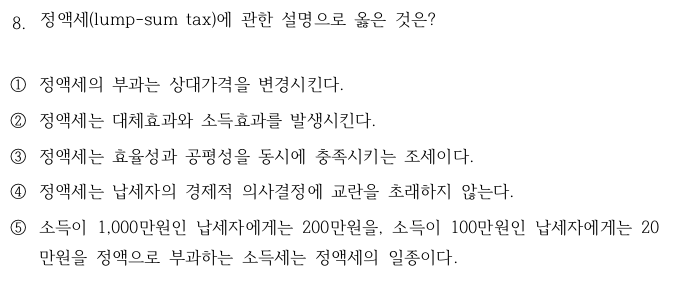 8. 정액세(lump-sum tax)에 관한 설명으로 옳은 것은?
① 정액세의 부과는 상대가격을 변경시킨다.
② 정액세는 대체효과와 소득효과를 발생시킨다.
③ 정액세는 효율성과 공평성을 동시에 충족시키는 조세이다.
④ 정액세는 납세자의 경제적 의사결정에 교란을 초래하지 않는다.
⑤ 소득이 1,000만원인 납세자에게는 200만원을, 소득이 100만원인 납세자에게는 20
만원을 정액으로 부과하는 소득세는 정액세의 일종이다.